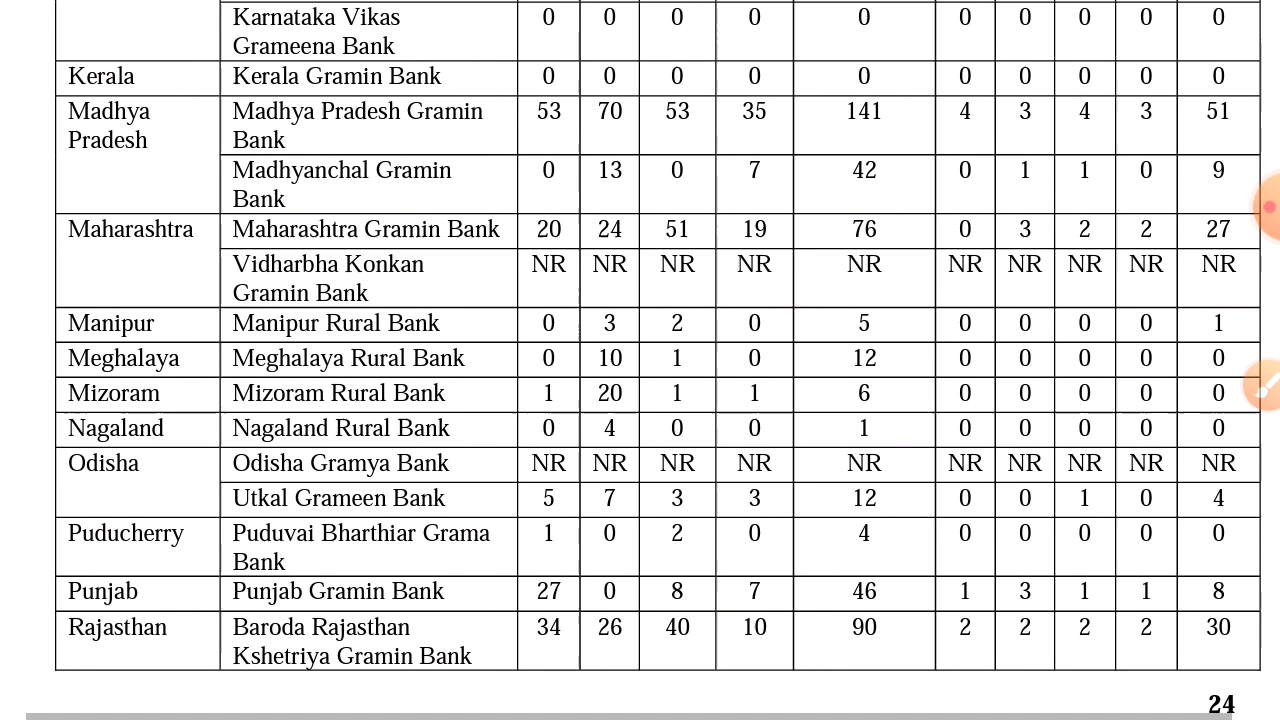 Karnataka Vikas 0 0 0 0 0 0 0 0 0 0
Grameena Bank
Kerala Kerala Gramin Bank 0 0 0 0 0 0 0 0 0 0
Madhya Madhya Pradesh Gramin 53 70 53 35 141 4 3 4 3 51
Pradesh Bank
Madhyanchal Gramin 0 13 0 7 42 0 1 1 0 9
Bank
Maharashtra Maharashtra Gramin Bank 20 24 51 19 76 0 3 2 2 27
Vidharbha Konkan NR NR NR NR NR NR NR NR NR NR
Gramin Bank
Manipur Manipur Rural Bank 0 3 2 0 5 0 0 0 0 1
Meghalaya Meghalaya Rural Bank 0 10 1 0 12 0 0 0 0 0
Mizoram Mizoram Rural Bank 1 20 1 1 6 0 0 0 0 0
Nagaland Nagaland Rural Bank 0 4 0 0 1 0 0 0 0 0
Odisha Odisha Gramya Bank NR NR NR NR NR NR NR NR NR NR
Utkal Grameen Bank 5 7 3 3 12 0 0 1 0 4
Puducherry Puduvai Bharthiar Grama 1 0 2 0 4 0 0 0 0 0
Bank
Punjab Punjab Gramin Bank 27 0 8 7 46 1 3 1 1 8
Rajasthan Baroda Rajasthan 34 26 40 10 90 2 2 2 2 30
Kshetriya Gramin Bank
24